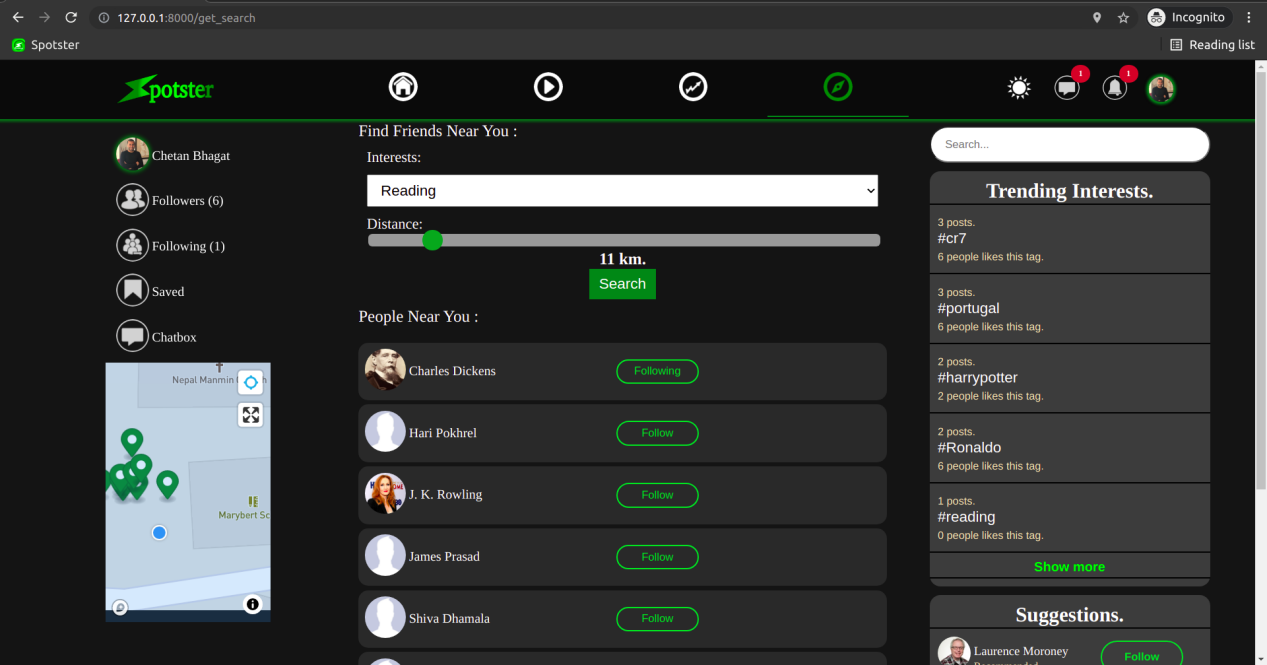 127.0.0.1:8000/get_search
Incognito
Spotster
Reading list
Spotster
1
1
Chetan Bhagat
Followers (6)
Following (1)
Saved
Chatbox
Nepal Manmin
Marybert Sc
Find Friends Near You :
Interests:
Reading
Distance:
11 km.
Search
People Near You :
Charles Dickens
Following
Hari Pokhrel
Follow
J. K. Rowling
Follow
James Prasad
Follow
Shiva Dhamala
Follow
Search...
Trending Interests.
3 posts.
#cr7
6 people likes this tag.
3 posts.
#portugal
6 people likes this tag.
2 posts.
#harrypotter
2 people likes this tag.
2 posts.
#Ronaldo
6 people likes this tag.
1 posts.
#reading
0 people likes this tag.
Show more
Suggestions.
Laurence Moroney
Follow